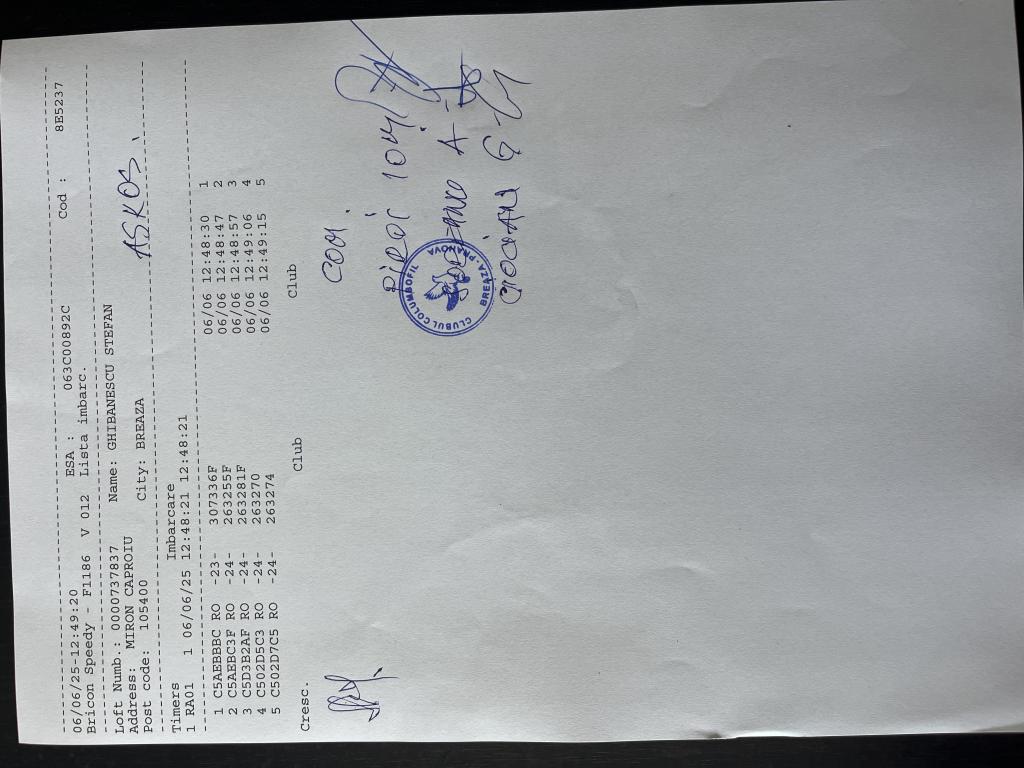 06/06/25-12:49:20 ESA : 063C00892C Cod : 8E5237
Bricon Speedy - F1186 V 012 Lista imbarc.
Loft Numb.: 0000737837 Name: GHIBANESCU STEFAN
Address: MIRON CAPROIU
Post code: 105400 City: BREAZA
ASKOS
Timers Imbarcare
1 RA01 1 06/06/25 12:48:21 12:48:21
1 C5AEBBBC RO -23- 307336F 06/06 12:48:30 1
2 C5AEBC3F RO -24- 263255F 06/06 12:48:47 2
3 C5D3B2AF RO -24- 263281F 06/06 12:48:57 3
4 C502D5C3 RO -24- 263270 06/06 12:49:06 4
5 C502D7C5 RO -24- 263274 06/06 12:49:15 5
Cresc. Club Club
CLUBUL COLUMBOFIL
BREAZA-PRAHOVA